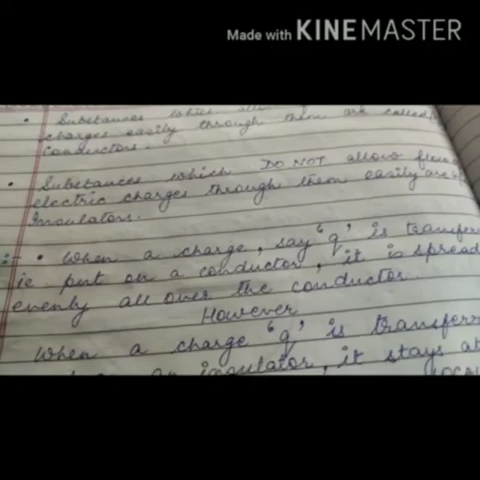 Made with KINEMASTER
• Substances which
charges easily through them are called
Conductors.
• Substances which DO NOT allow
electric charges through them easily are
Insulators.
• When a charge, say 'q' is transfer
ie put on a conductor, it is spread
evenly all over the conductor.
However
When a charge 'q' is transferr
insulator, it stays at